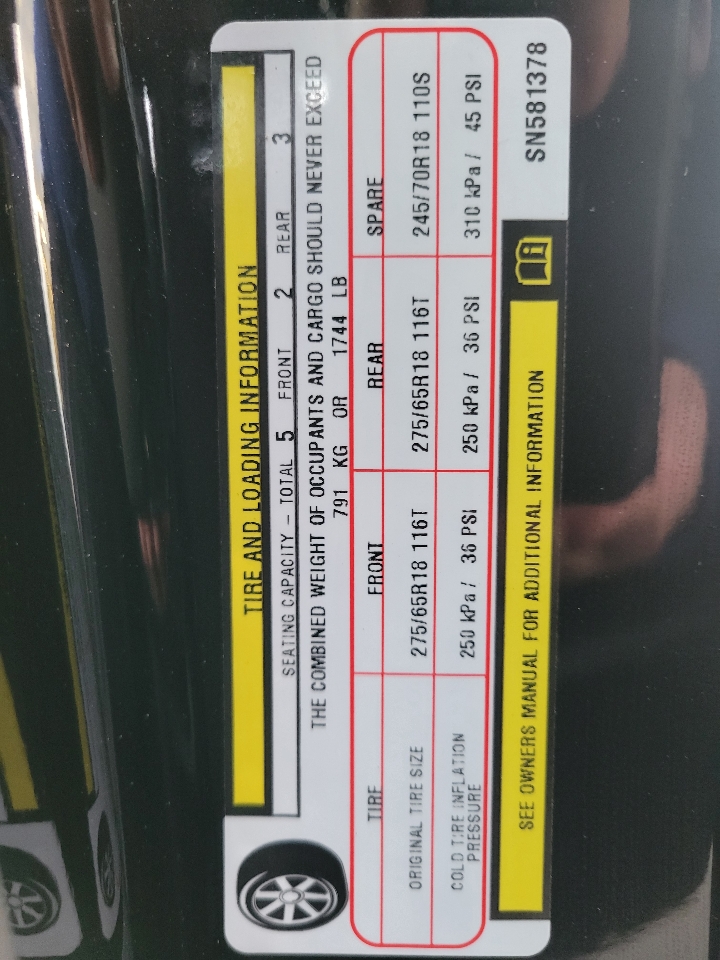 TIRE AND LOADING INFORMATION
SEATING CAPACITY – TOTAL 5 FRONT 2 REAR 3
THE COMBINED WEIGHT OF OCCUPANTS AND CARGO SHOULD NEVER EXCEED
791 KG OR 1744 LB
TIRE FRONT REAR SPARE
ORIGINAL TIRE SIZE 275/65R18 116T 275/65R18 116T 245/70R18 110S
COLD TIRE INFLATION PRESSURE 250 kPa / 36 PSI 250 kPa / 36 PSI 310 kPa / 45 PSI
SEE OWNERS MANUAL FOR ADDITIONAL INFORMATION
SN581378